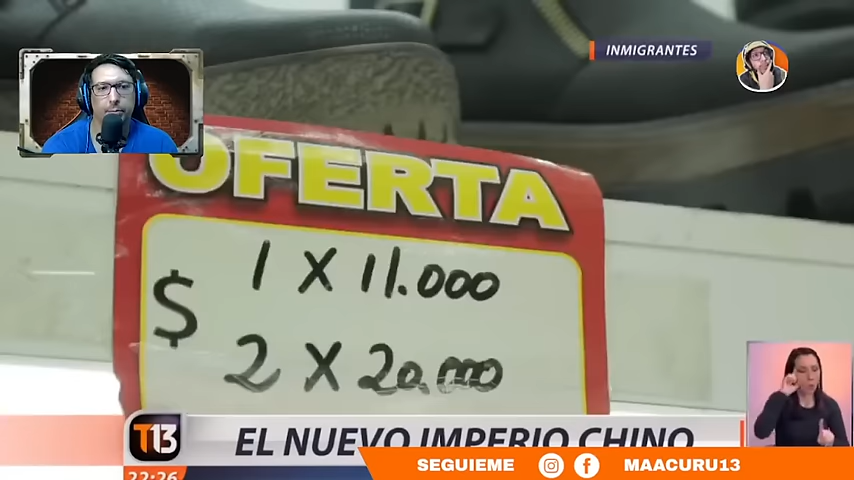 INMIGRANTES
OFERTA
$ 1 X 11.000
2 X 20.000
T13
EL NUEVO IMPERIO CHINO
22:26
SEGUIEME MAACURU13